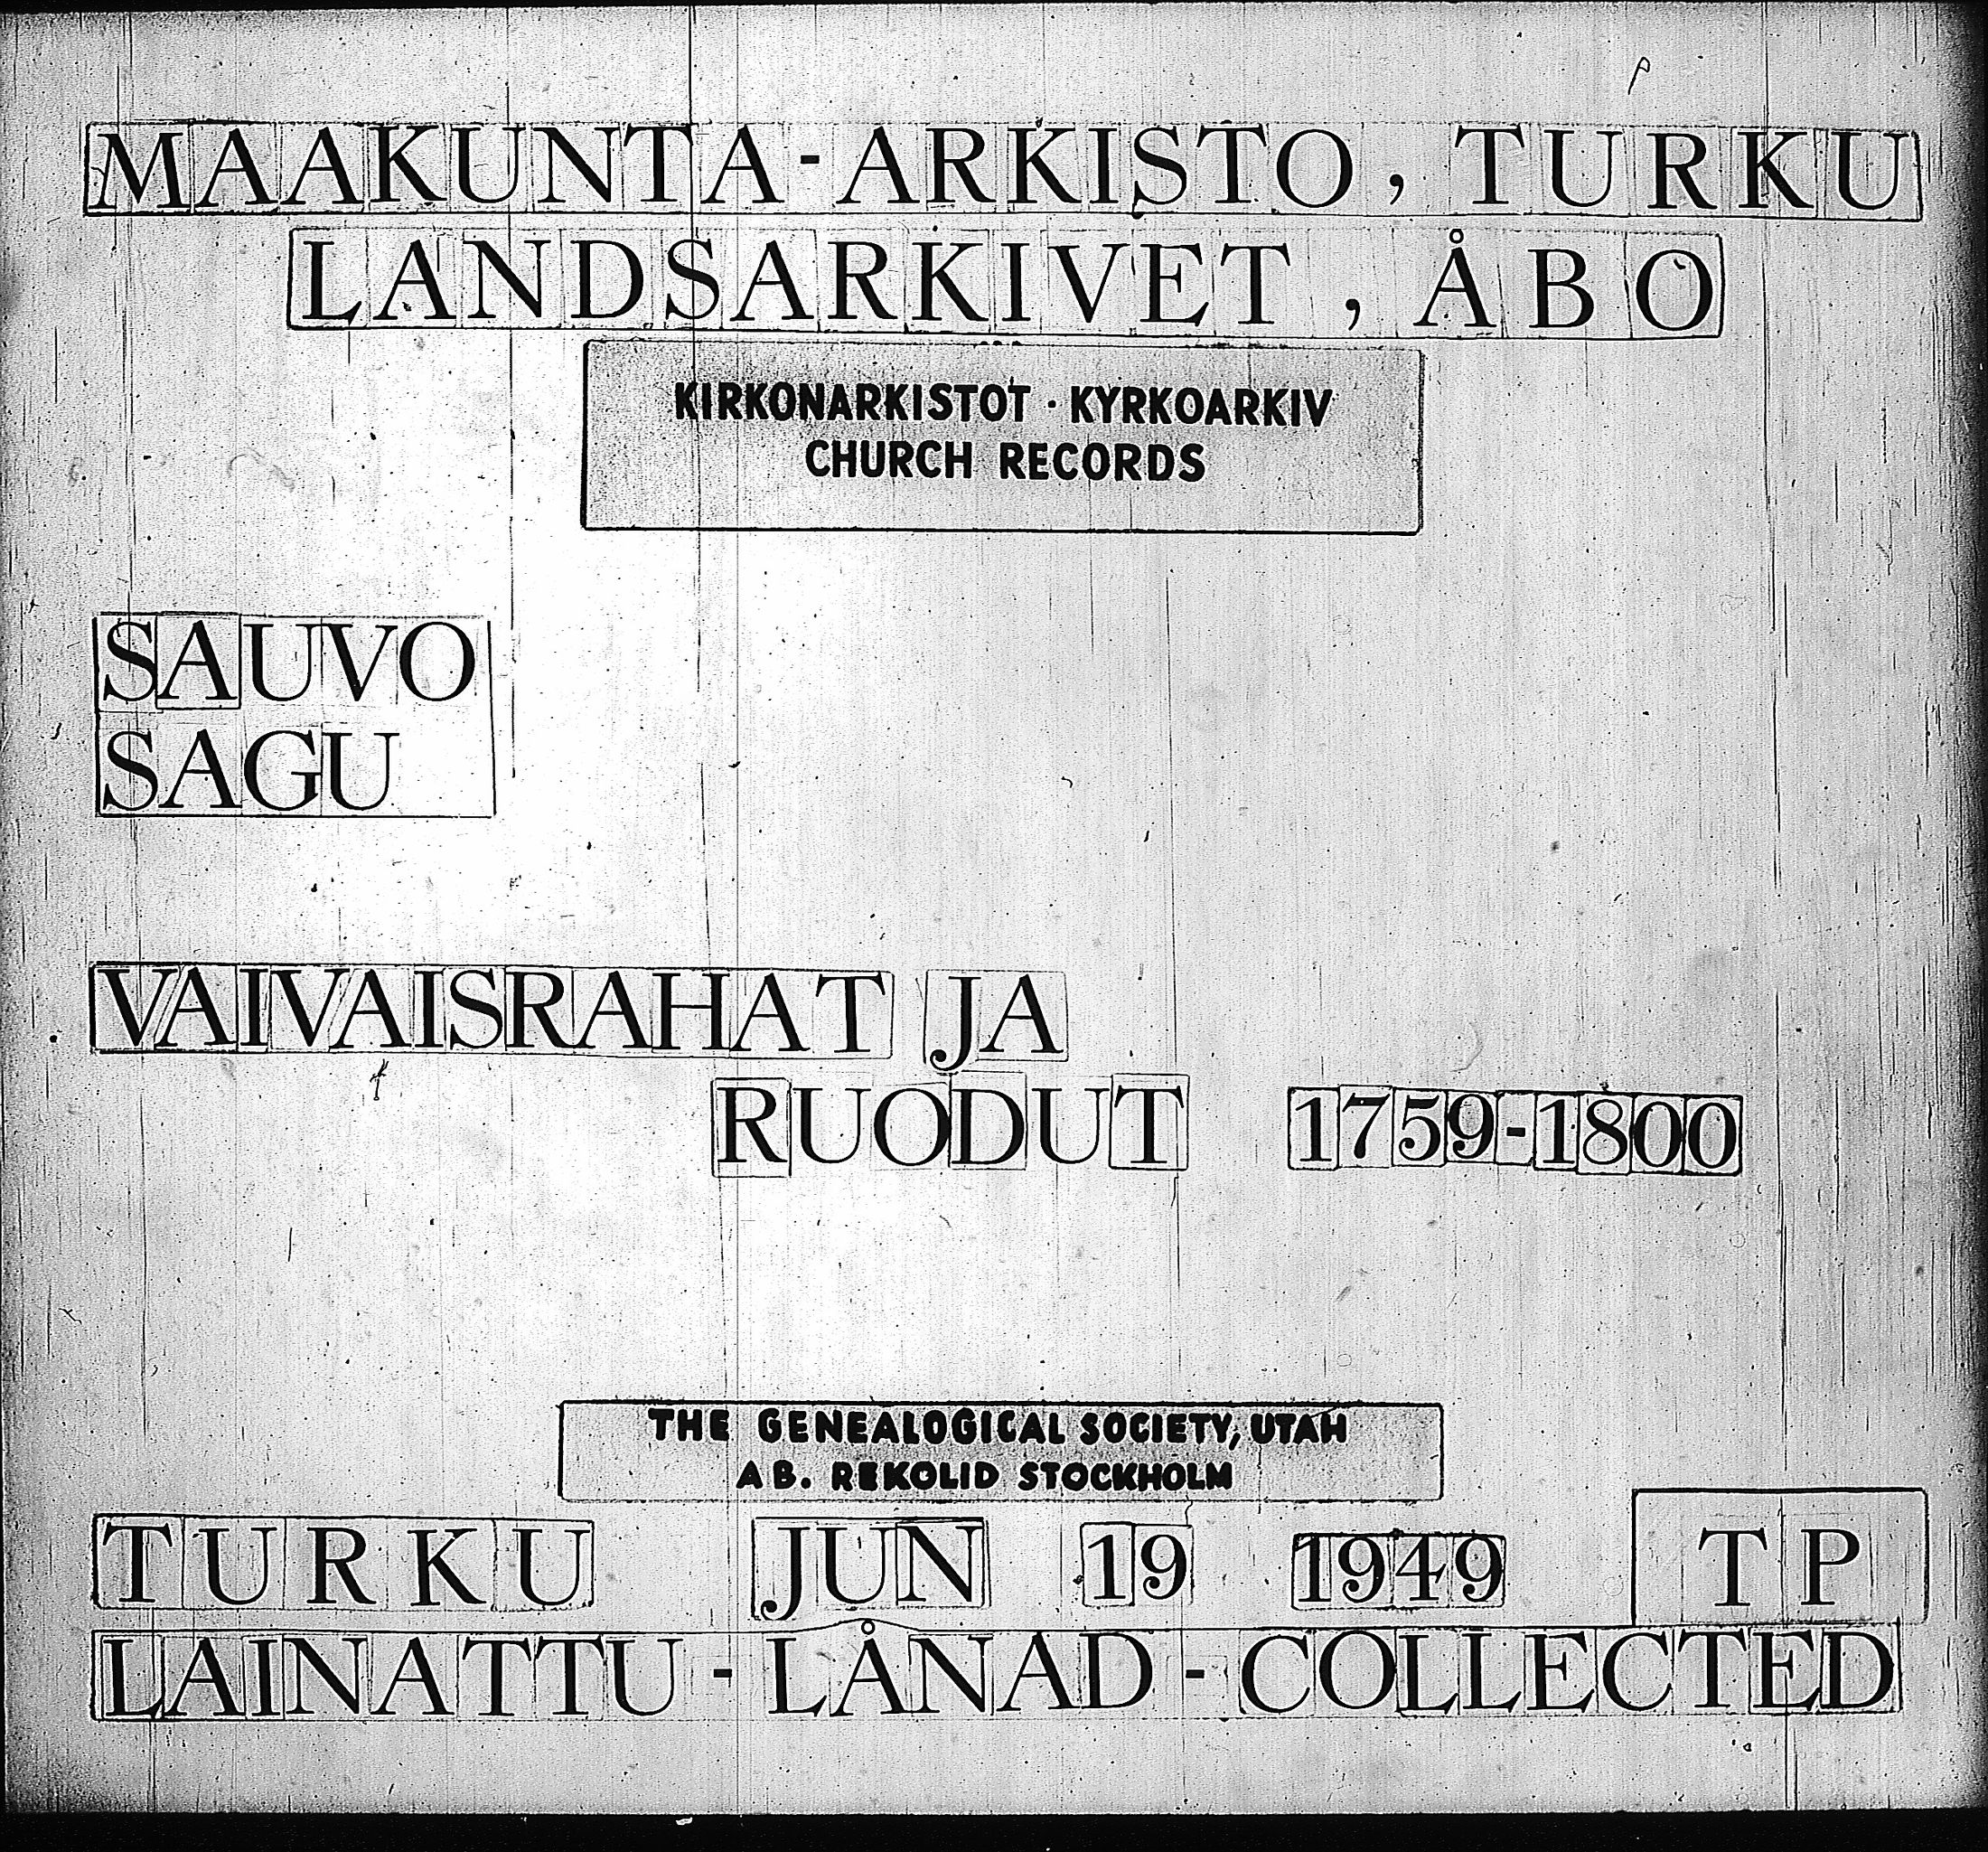 MAAKUNTA-ARKISTO, TURKU
LANDSARKIVET, ÅBO
KIRKONARKISTOT · KYRKOARKIV
CHURCH RECORDS
SAUVO
SAGU
VAIVAISRAHAT JA
RUODUT 1759-1800
THE GENEALOGICAL SOCIETY, UTAH
AB. REKOLID STOCKHOLM
TURKU JUN 19 1949 TP
LAINATTU-LÅNAD-COLLECTED